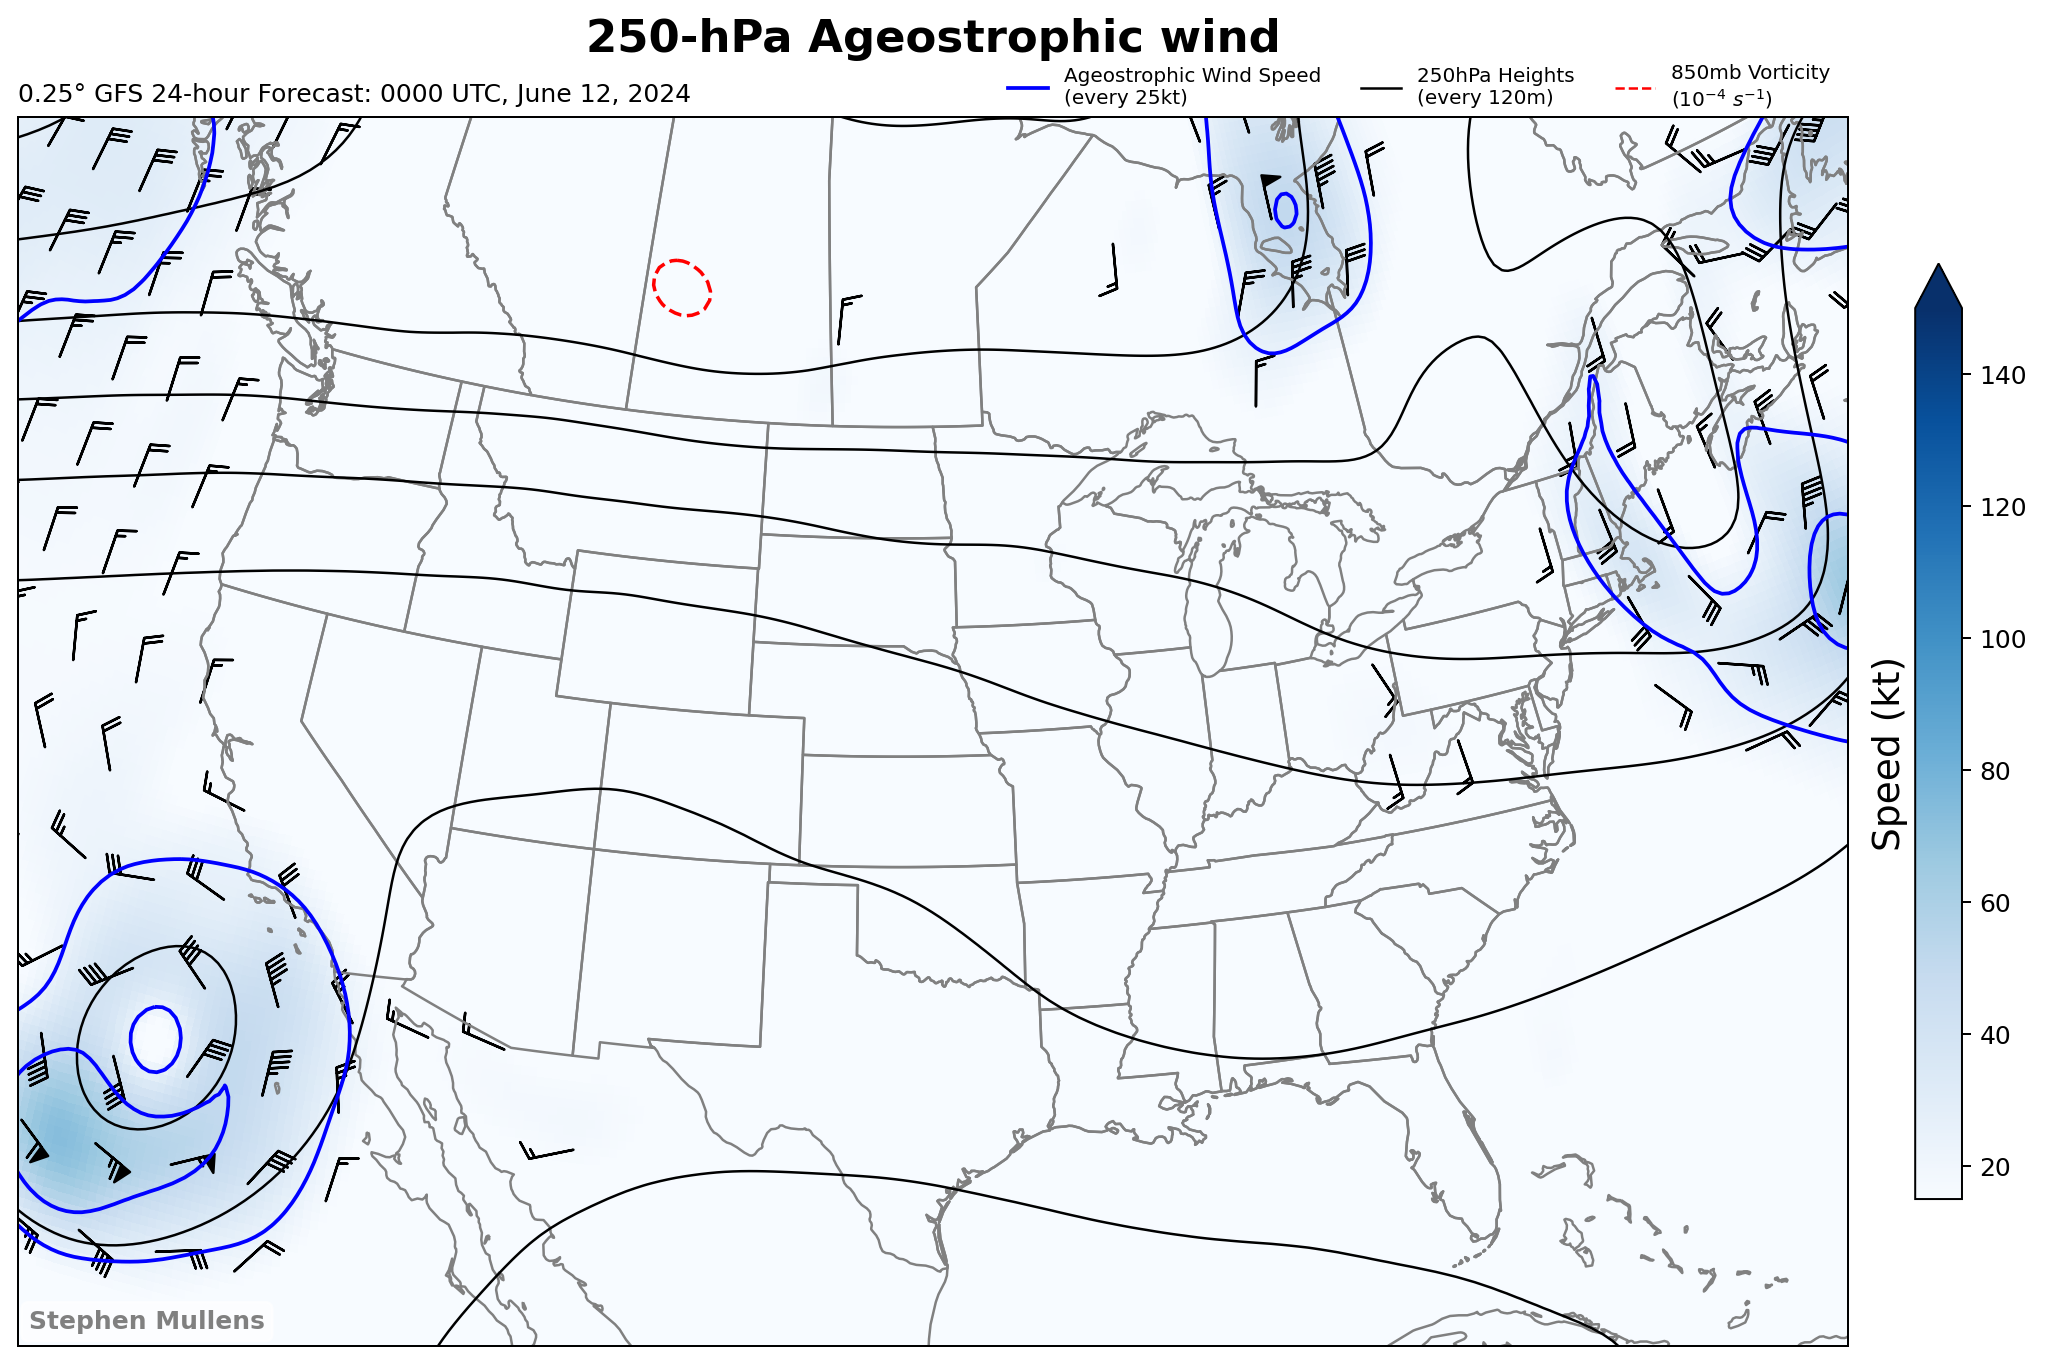 250-hPa Ageostrophic wind
0.25° GFS 24-hour Forecast: 0000 UTC, June 12, 2024
Ageostrophic Wind Speed
(every 25kt)
250hPa Heights
(every 120m)
850mb Vorticity
(10⁻⁴ s⁻¹)
140
120
100
80
60
40
20
Speed (kt)
Stephen Mullens